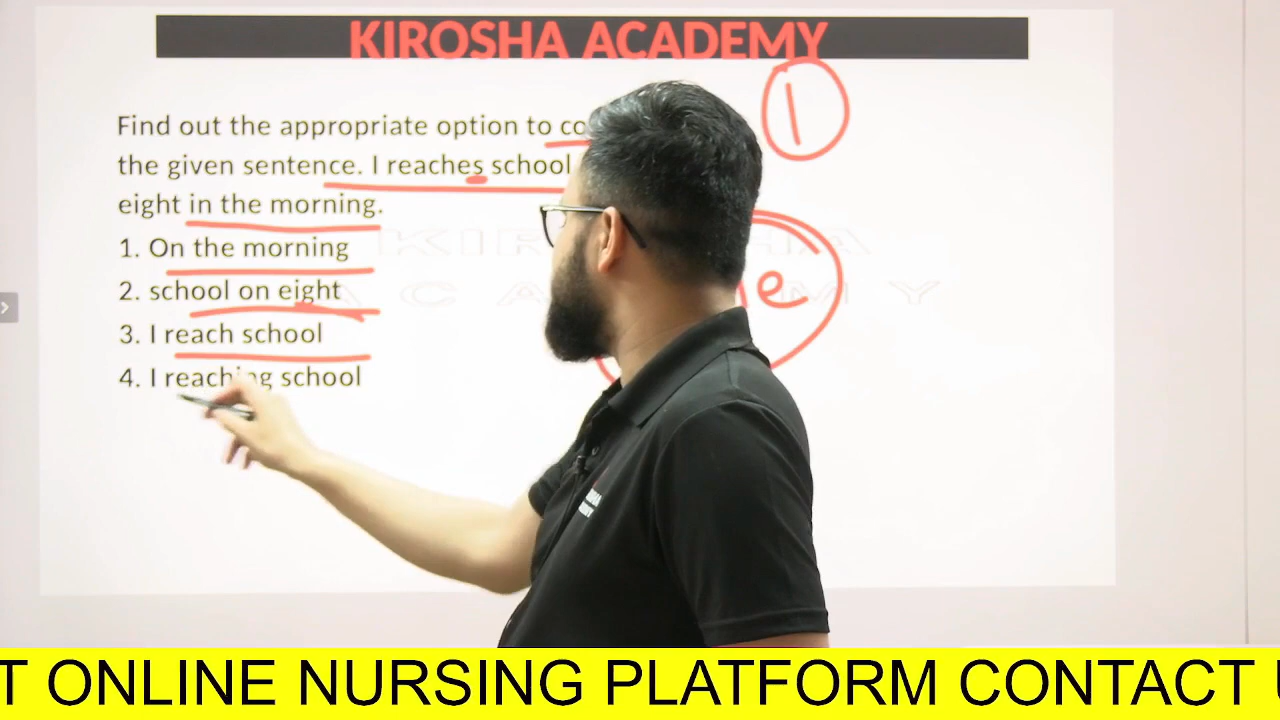 KIROSHA ACADEMY
1
Find out the appropriate option to
the given sentence. I reaches school
eight in the morning.
1. On the morning
2. school on eight
3. I reach school
4. I reaching school
ONLINE NURSING PLATFORM CONTACT